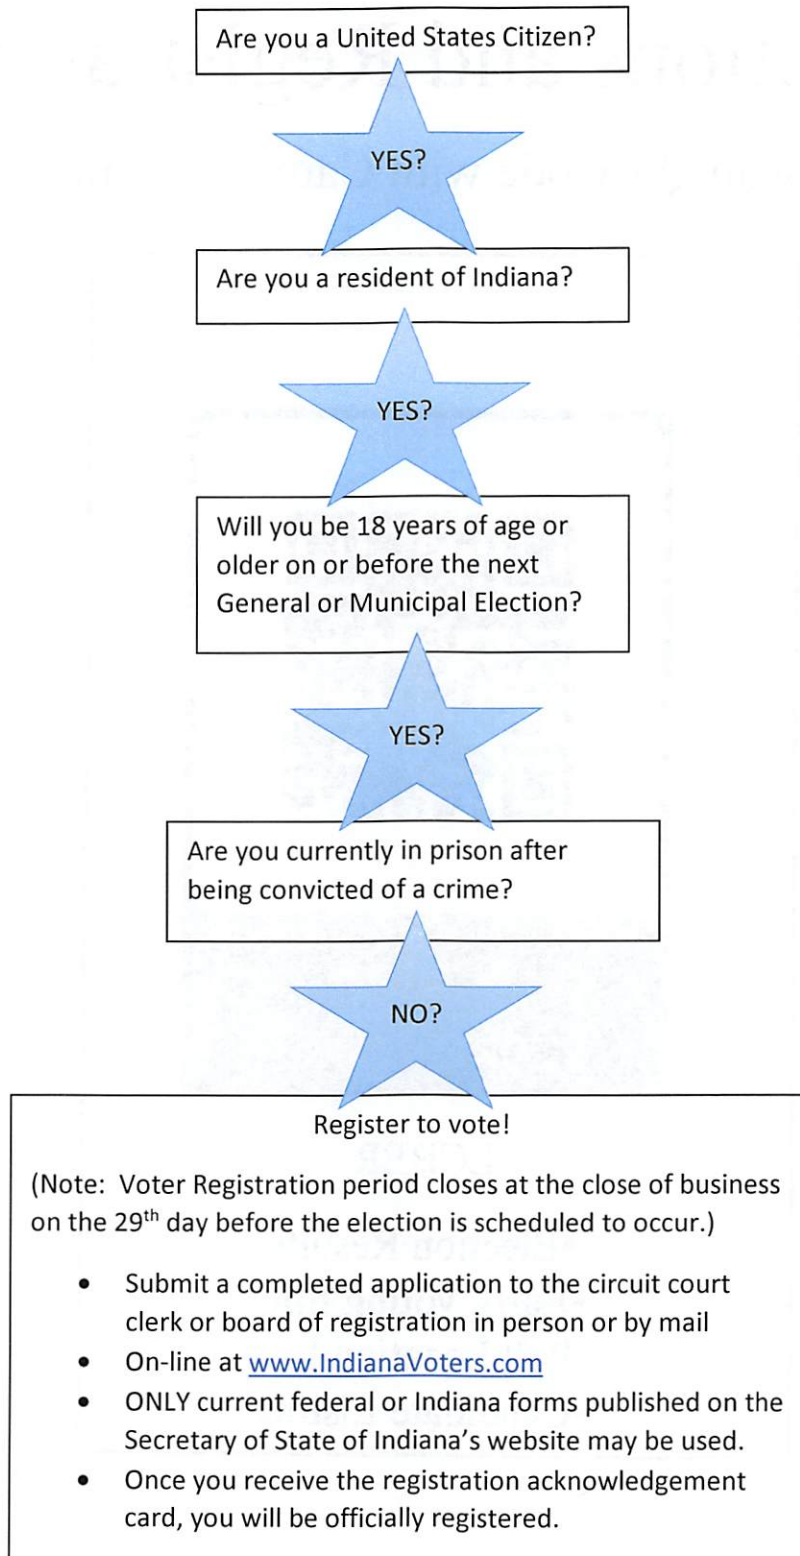 Are you a United States Citizen?
YES?
Are you a resident of Indiana?
YES?
Will you be 18 years of age or
older on or before the next
General or Municipal Election?
YES?
Are you currently in prison after
being convicted of a crime?
NO?
Register to vote!
(Note:  Voter Registration period closes at the close of business
on the 29th day before the election is scheduled to occur.)
• Submit a completed application to the circuit court
clerk or board of registration in person or by mail
• On-line at www.IndianaVoters.com
• ONLY current federal or Indiana forms published on the
Secretary of State of Indiana’s website may be used.
• Once you receive the registration acknowledgement
card, you will be officially registered.